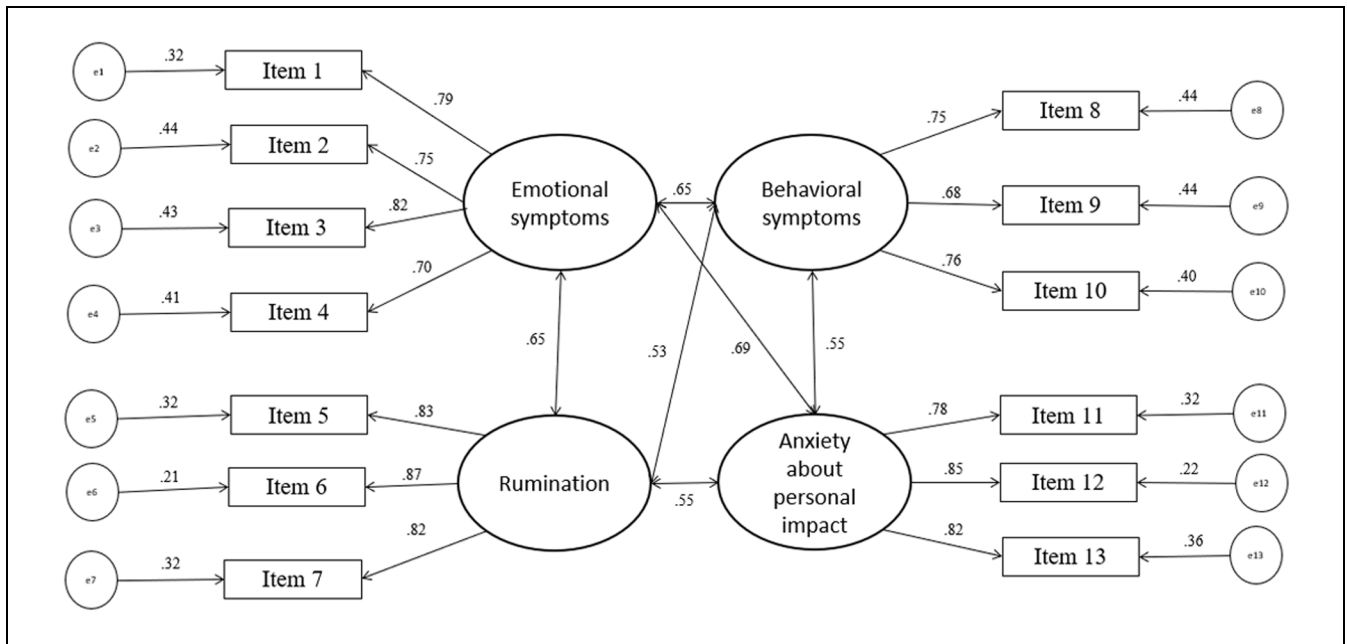 e1
.32
Item 1
.79
e2
.44
Item 2
.75
e3
.43
Item 3
.82
e4
.41
Item 4
.70
Emotional
symptoms
.65
Behavioral
symptoms
.75
Item 8
.44
e8
.68
Item 9
.44
e9
.76
Item 10
.40
e10
.65
.53
.69
.55
e5
.32
Item 5
.83
e6
.21
Item 6
.87
e7
.32
Item 7
.82
Rumination
.55
Anxiety
about
personal
impact
.78
Item 11
.32
e11
.85
Item 12
.22
e12
.82
Item 13
.36
e13